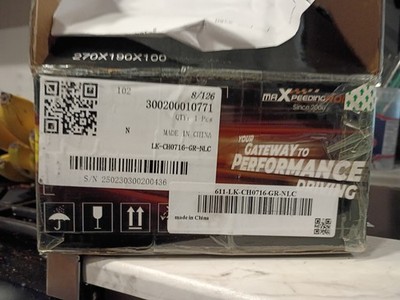 270X190X100
102
8/126
300200010771
QTY: 1 Pcs
N
MADE IN CHINA
LK-CH0716-GR-NLC
S/N 250230300200436
maXpeedingRods
Since 2006
YOUR
GATEWAY TO
PERFORMANCE
DRIVING
611-LK-CH0716-GR-NLC
made in China